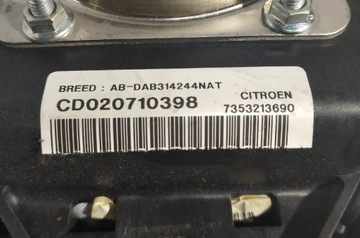 BREED : AB-DAB314244NAT
CITROEN
CD020710398
7353213690